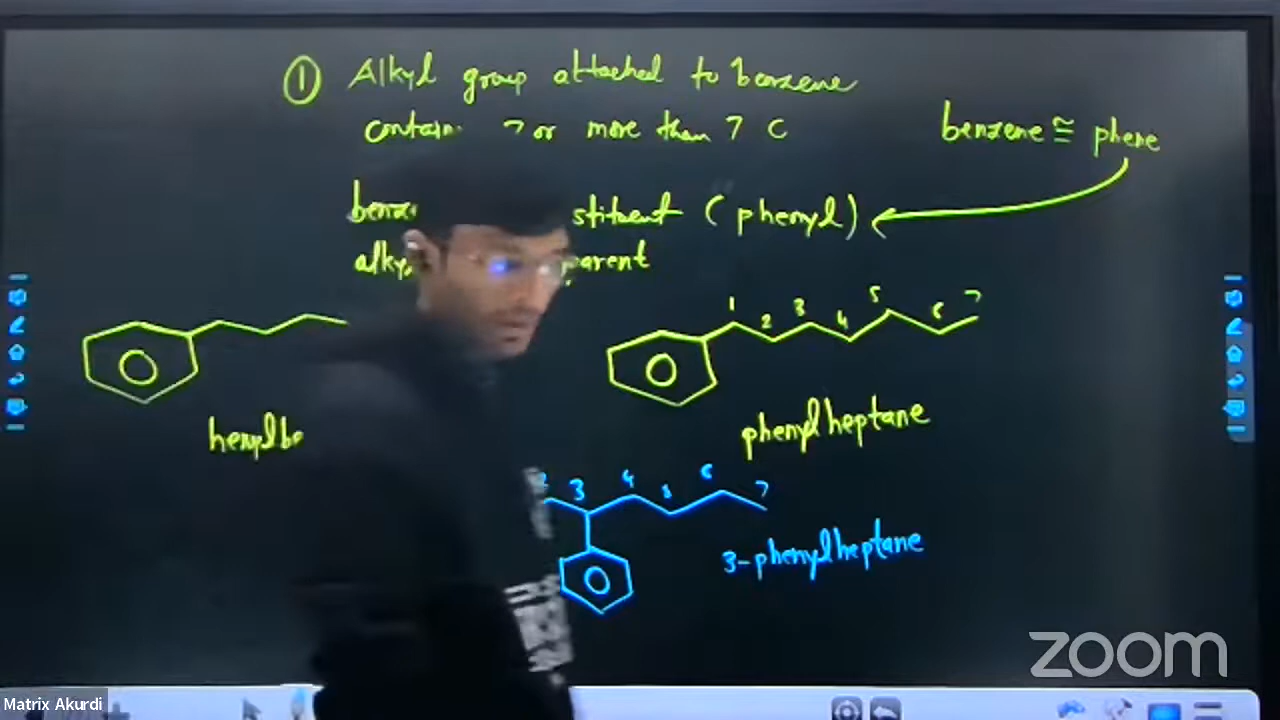 ① Alkyl group attached to benzene
contain 7 or more than 7 C
benzene ≅ phene
stituent (phenyl)
parent
1 2 3 4 5 6 7
phenylheptane
2 3 4 5 6 7
3-phenylheptane
zoom
Matrix Akurdi